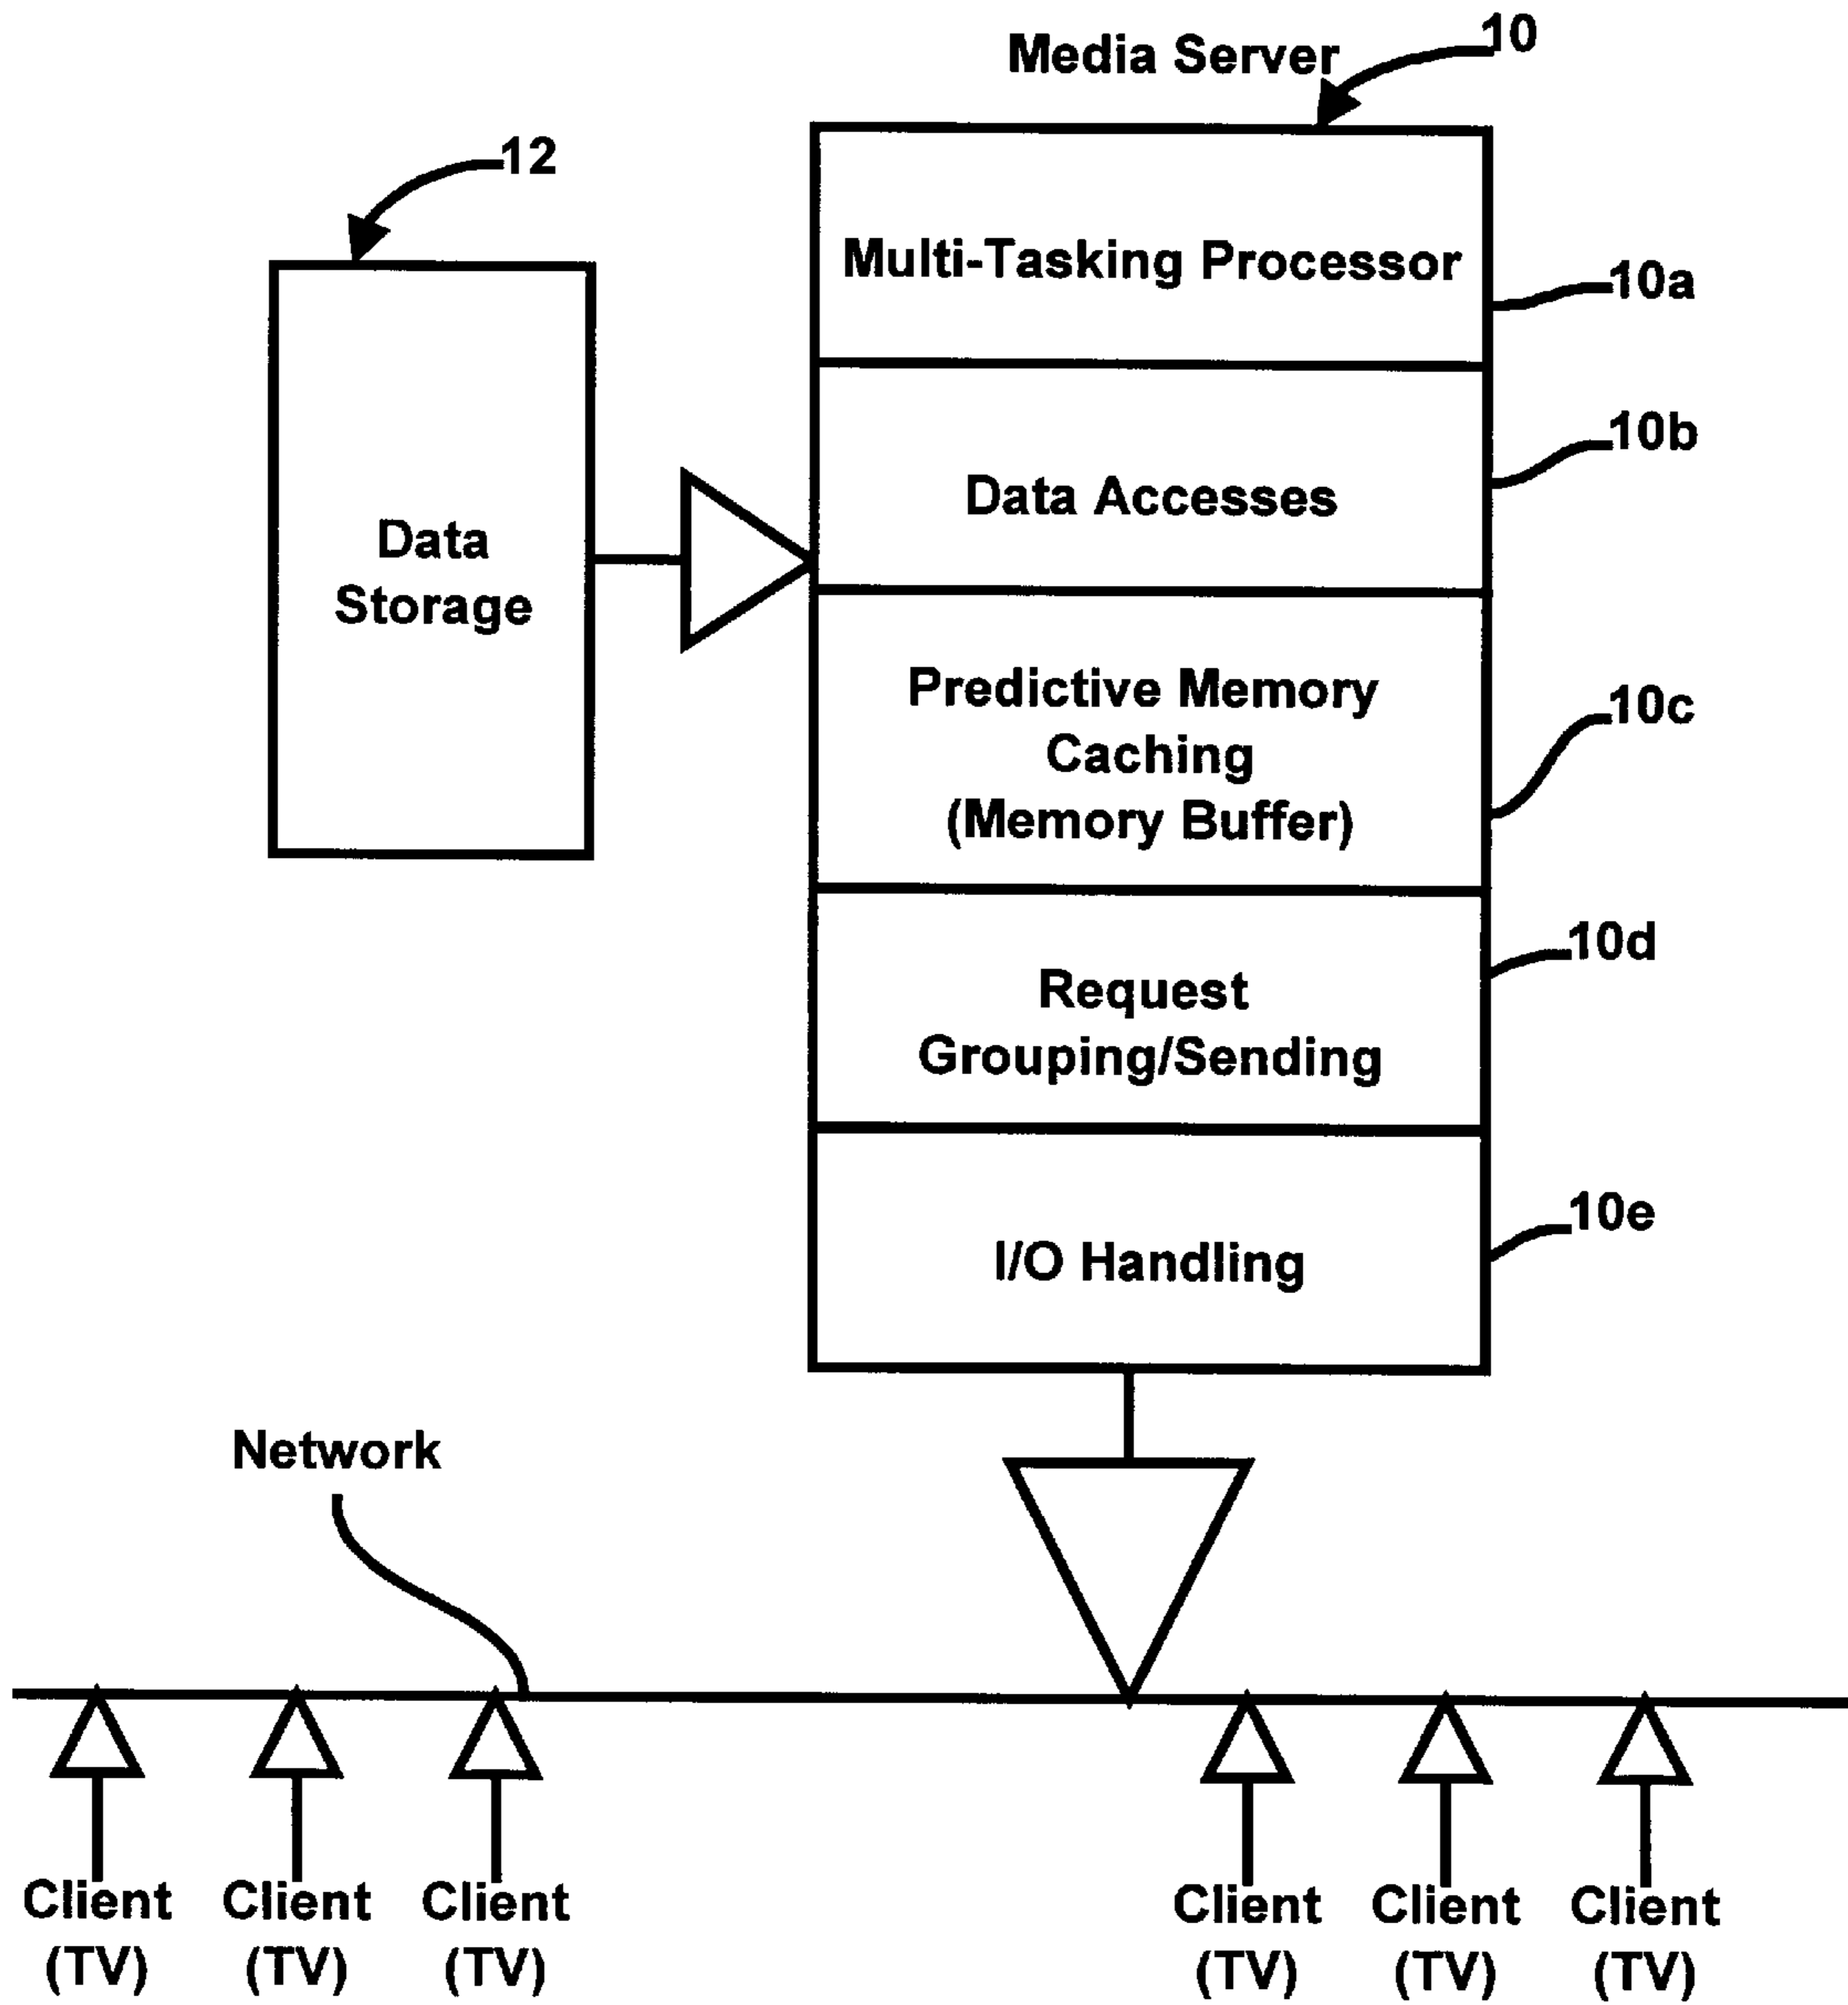 Media Server
10
12
Multi-Tasking Processor
10a
Data Accesses
10b
Data
Storage
Predictive Memory
Caching
(Memory Buffer)
10c
Request
Grouping/Sending
10d
I/O Handling
10e
Network
Client
(TV)
Client
(TV)
Client
(TV)
Client
(TV)
Client
(TV)
Client
(TV)